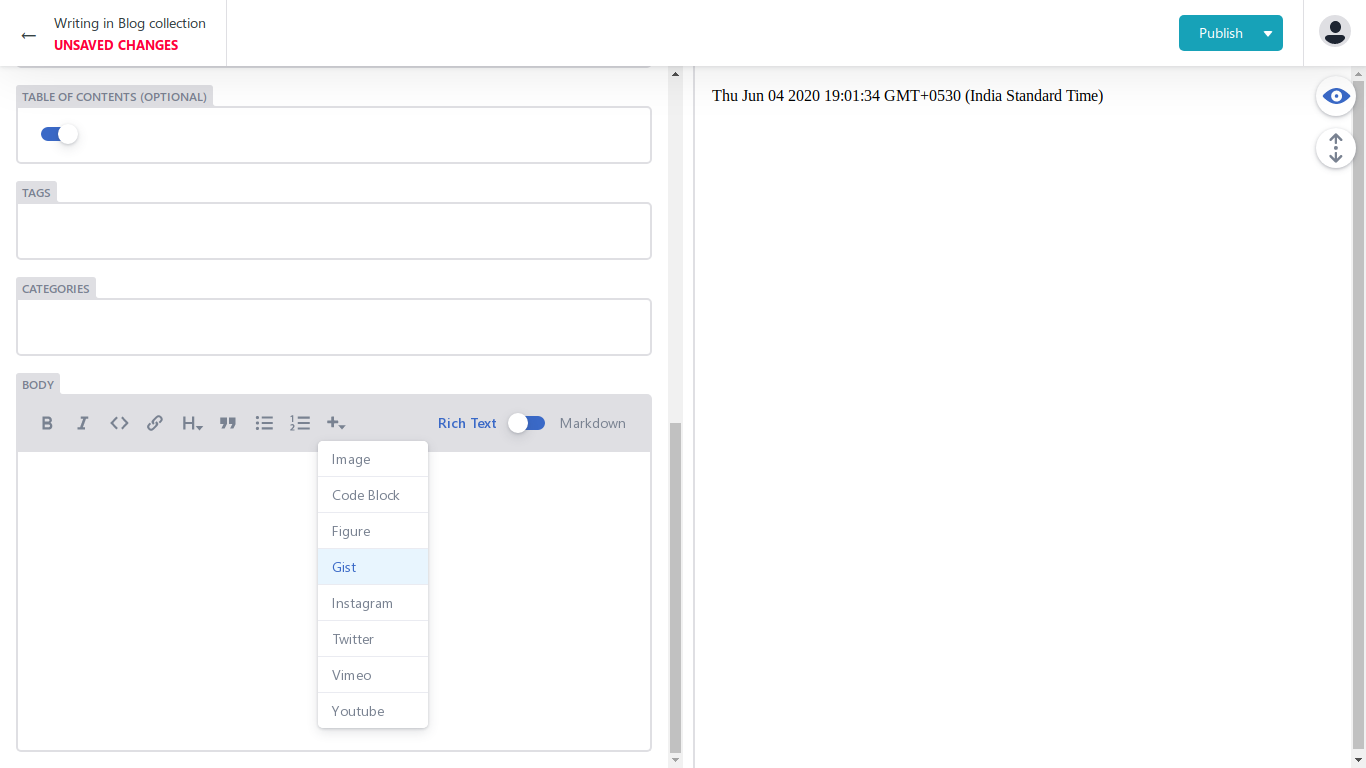 Writing in Blog collection
UNSAVED CHANGES
Publish
TABLE OF CONTENTS (OPTIONAL)
TAGS
CATEGORIES
BODY
Rich Text
Markdown
Image
Code Block
Figure
Gist
Instagram
Twitter
Vimeo
Youtube
Thu Jun 04 2020 19:01:34 GMT+0530 (India Standard Time)